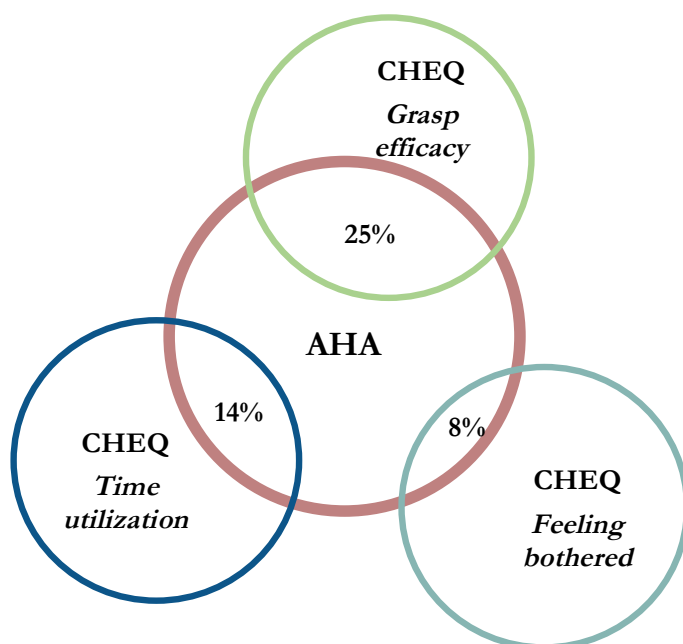 CHEQ
Grasp
efficacy
25%
AHA
14%
8%
CHEQ
Time
utilization
CHEQ
Feeling
bothered